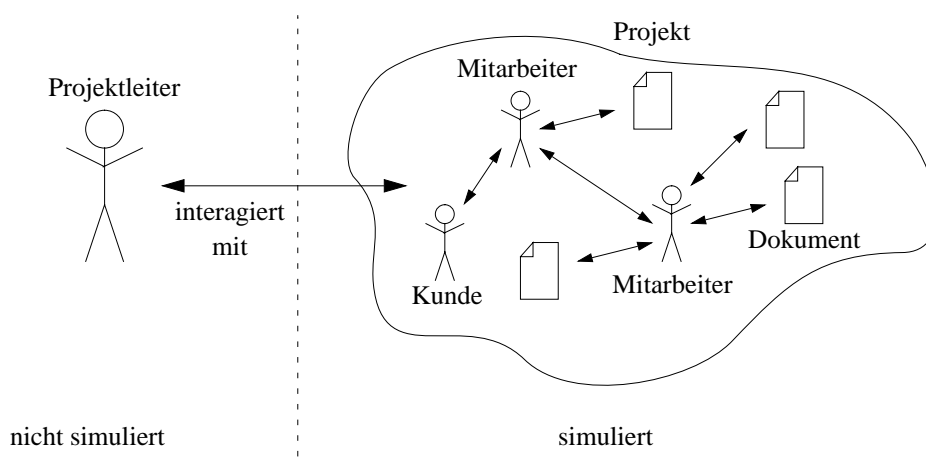 Projekt
Projektleiter
Mitarbeiter
interagiert
mit
Kunde
Dokument
Mitarbeiter
nicht simuliert
simuliert